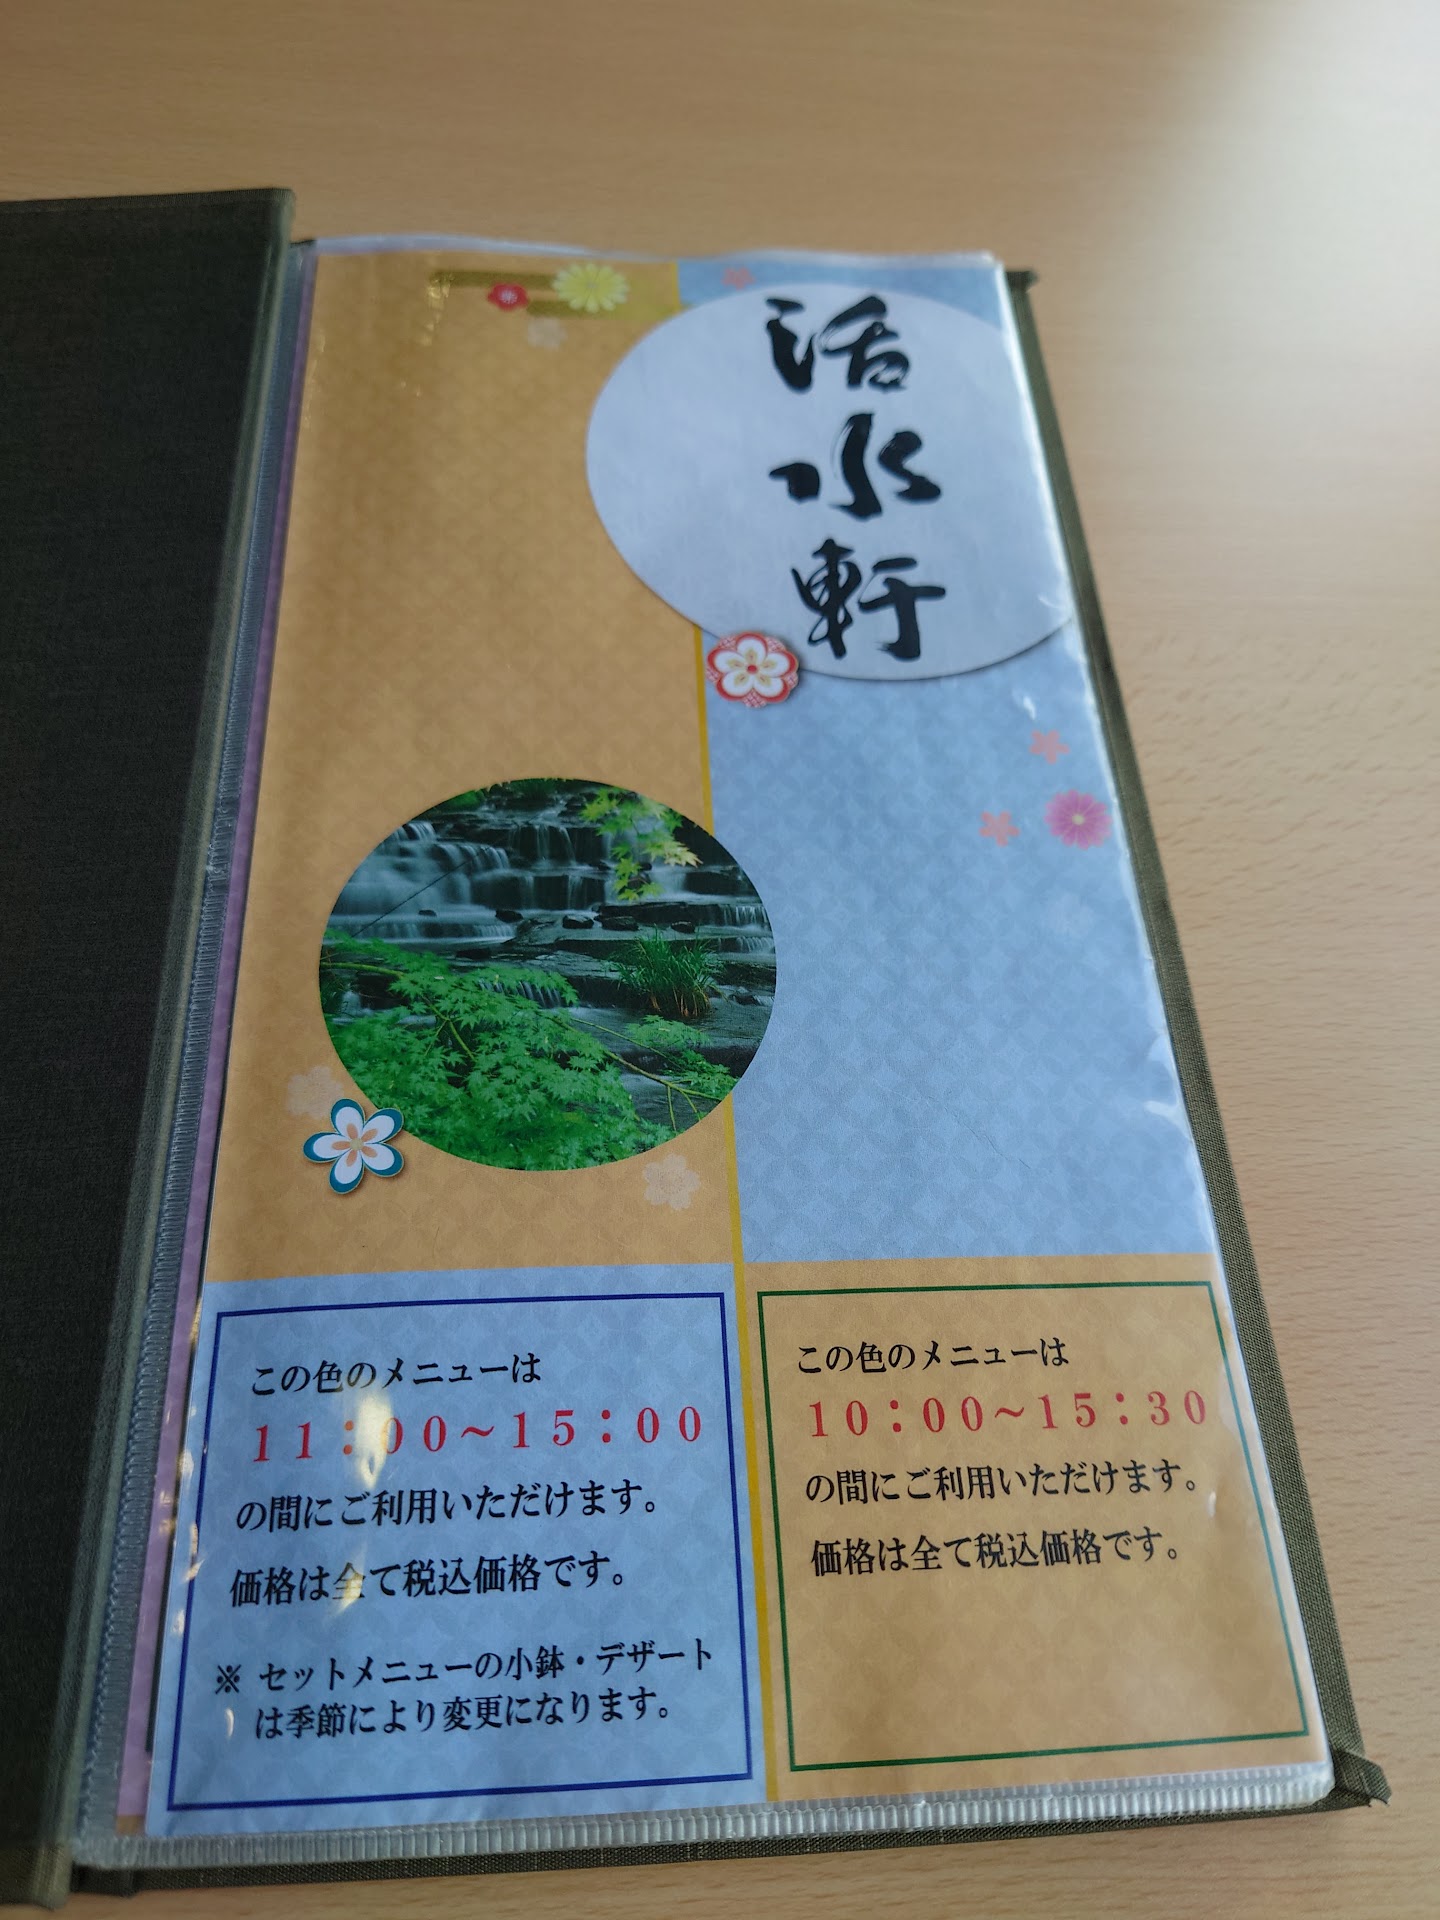 活水軒
この色のメニューは
11：00～15：00
の間にご利用いただけます。
価格は全て税込価格です。
※ セットメニューの小鉢・デザート
は季節により変更になります。
この色のメニューは
10：00～15：30
の間にご利用いただけます。
価格は全て税込価格です。